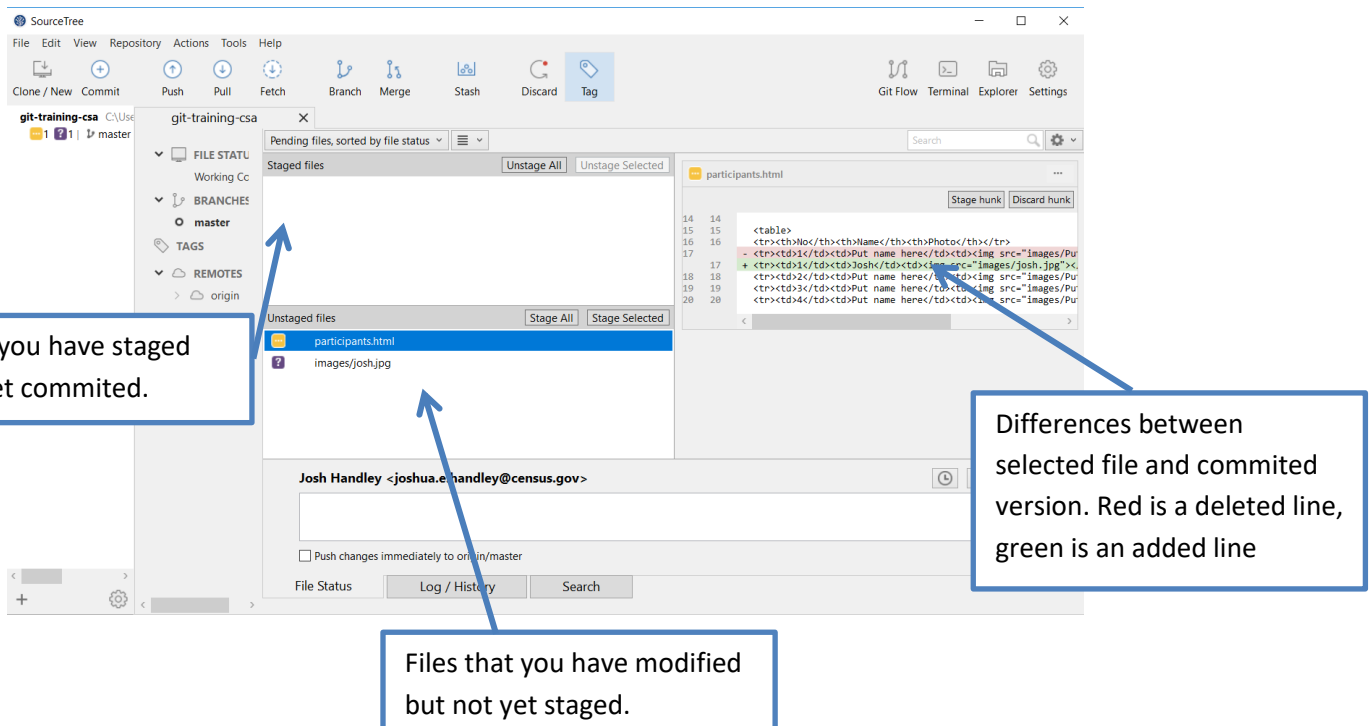 SourceTree
File Edit View Repository Actions Tools Help
Clone / New Commit Push Pull Fetch Branch Merge Stash Discard Tag Git Flow Terminal Explorer Settings
git-training-csa C:\Use
1 ? 1 | master
git-training-csa
Pending files, sorted by file status
Search
FILE STATU
Working Cc
BRANCHES
master
TAGS
REMOTES
origin
Staged files Unstage All Unstage Selected
Unstaged files Stage All Stage Selected
participants.html
? images/josh.jpg
participants.html ...
Stage hunk Discard hunk
14 14
15 15 <table>
16 16 <tr><th>No</th><th>Name</th><th>Photo</th></tr>
17 - <tr><td>1</td><td>Put name here</td><td><img src="images/Pu
17 + <tr><td>1</td><td>Josh</td><td><img src="images/josh.jpg"><
18 18 <tr><td>2</td><td>Put name here</td><td><img src="images/Pu
19 19 <tr><td>3</td><td>Put name here</td><td><img src="images/Pu
20 20 <tr><td>4</td><td>Put name here</td><td><img src="images/Pu
you have staged
et commited.
Josh Handley <joshua.e.handley@census.gov>
Push changes immediately to origin/master
File Status Log / History Search
Differences between
selected file and commited
version. Red is a deleted line,
green is an added line
Files that you have modified
but not yet staged.